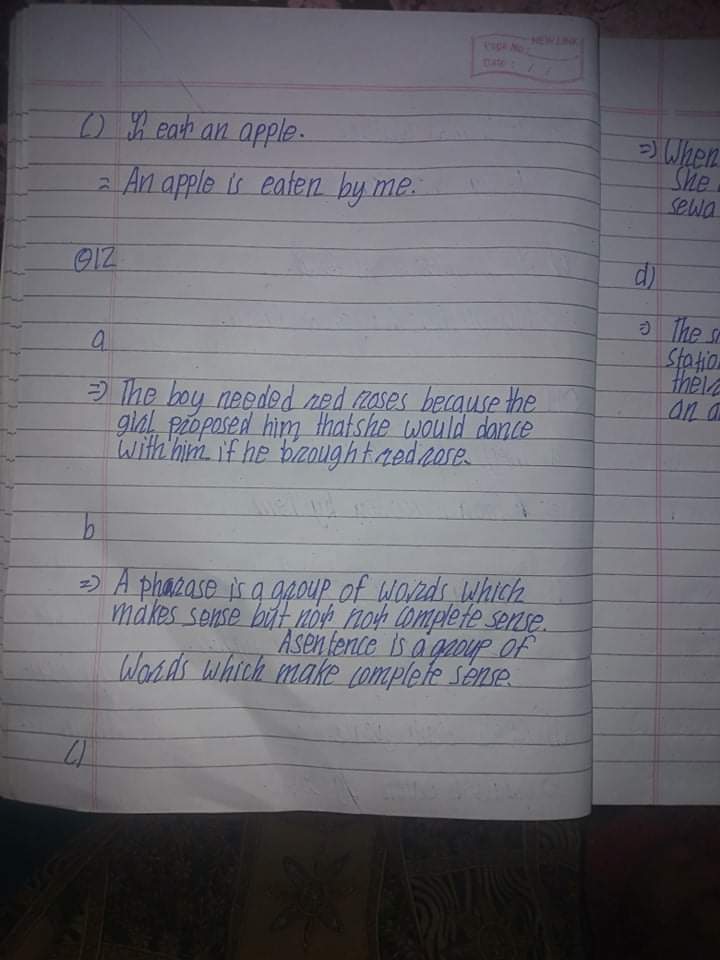 NEW LINK
PAGE NO.:
DATE: / /
C) I eat an apple.
= An apple is eaten by me.
Q12
a
=> The boy needed red roses because the
girl proposed him that she would dance
with him if he brought red rose.
b
=> A pharase is a group of words which
makes sense but not not complete sense.
A sentence is a group of
words which make complete sense.
C)
=> When
She
sewa
d)
=> The s
statio
on a